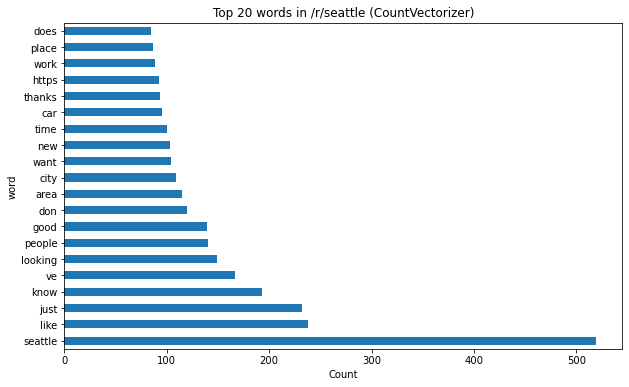 Top 20 words in /r/seattle (CountVectorizer)
does
place
work
https
thanks
car
time
new
want
city
area
don
good
people
looking
ve
know
just
like
seattle
word
0 100 200 300 400 500
Count